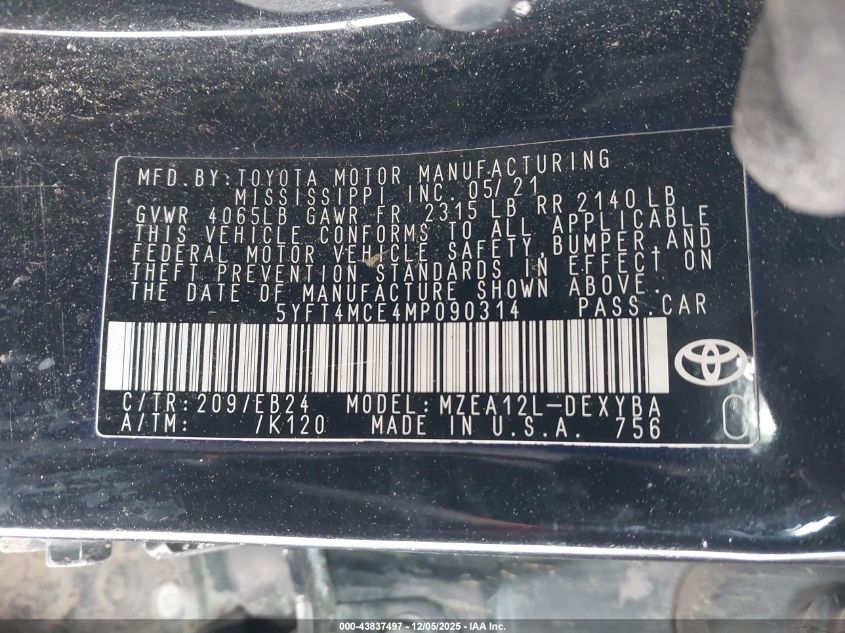 MFD.BY:TOYOTA MOTOR MANUFACTURING
MISSISSIPPI INC.05/21
GVWR 4065LB GAWR FR 2315 LB RR 2140LB
THIS VEHICLE CONFORMS TO ALL APPLICABLE
FEDERAL MOTOR VEHICLE SAFETY,BUMPER,AND
THEFT PREVENTION STANDARDS IN EFFECT ON
THE DATE OF MANUFACTURE SHOWN ABOVE.
5YFT4MCE4MP090314 PASS.CAR
C/TR:209/EB24 MODEL:MZEA12L-DEXYBA
A/TM: /K120 MADE IN U.S.A. 756
000-43837497 - 12/05/2025 - IAA Inc.